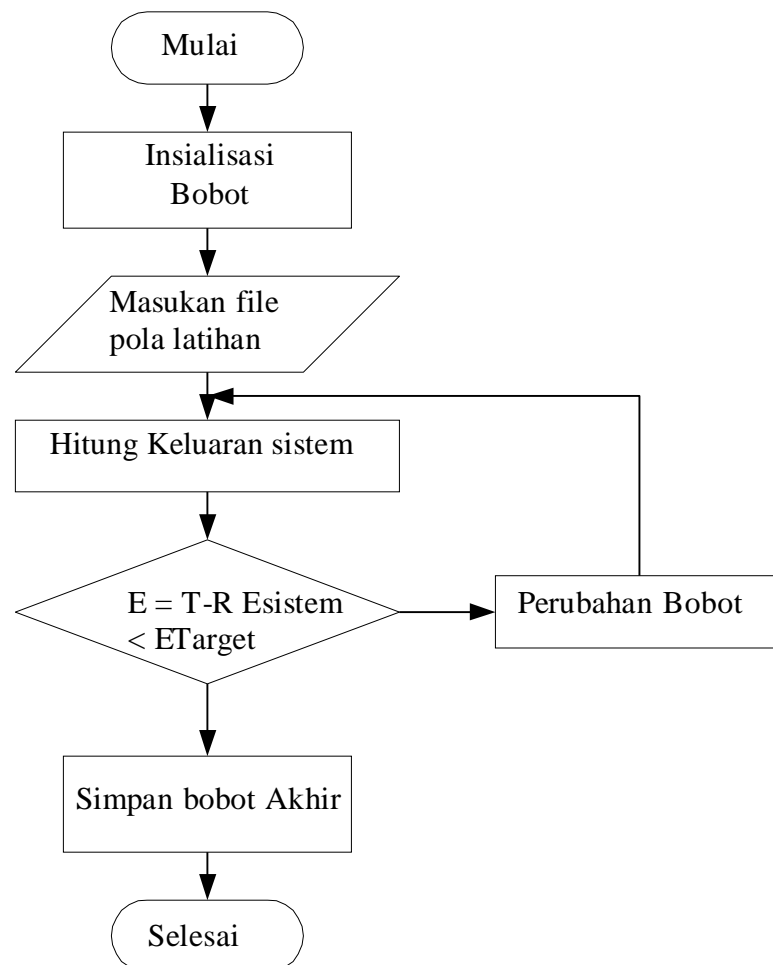 Mulai
Insialisasi
Bobot
Masukan file
pola latihan
Hitung Keluaran sistem
E = T-R Esistem
< ETarget
Perubahan Bobot
Simpan bobot Akhir
Selesai